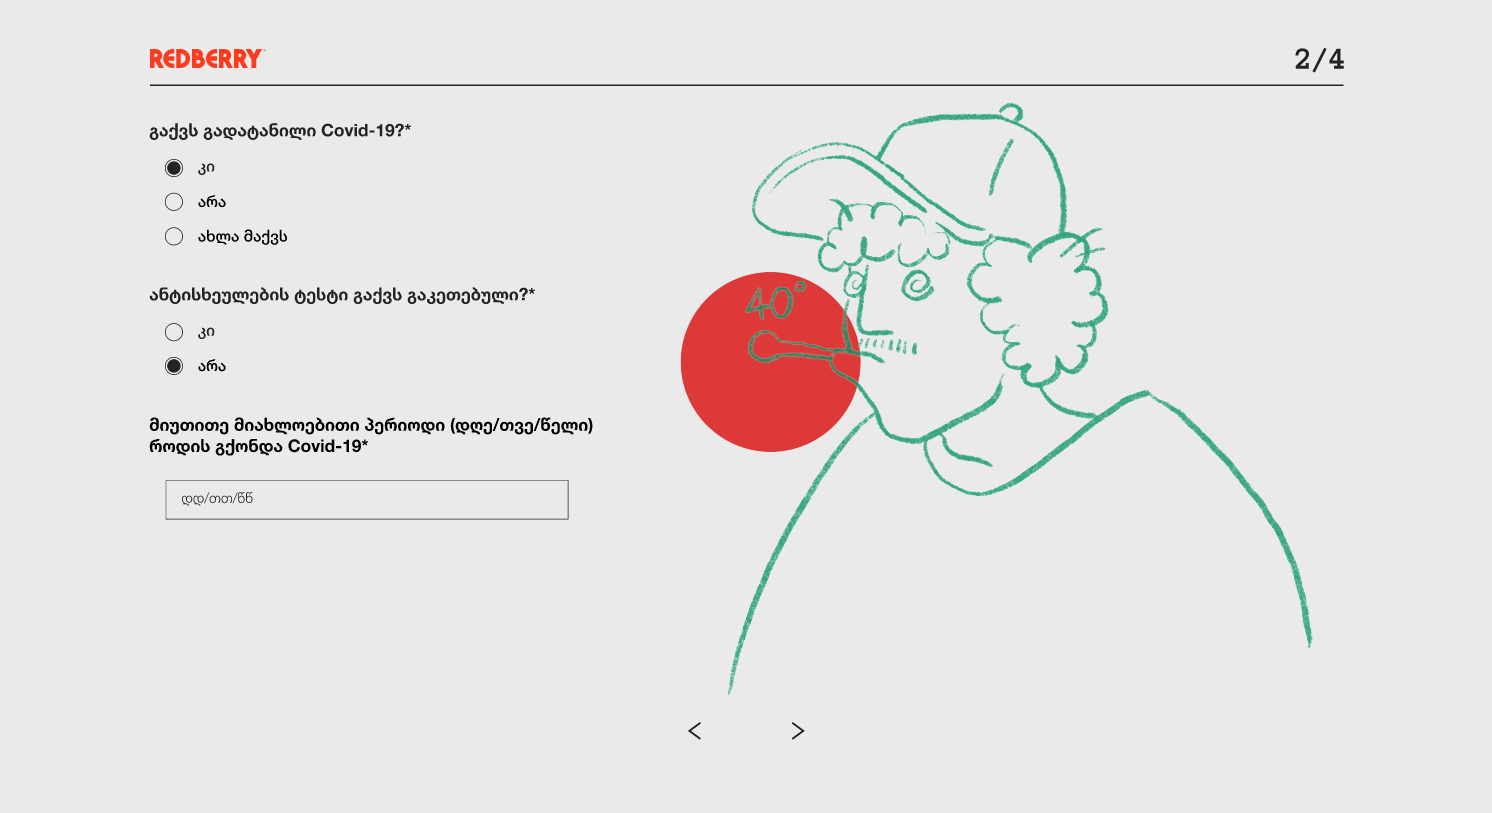 REDBERRY
2/4
გაქვს გადატანილი Covid-19?*
კი
არა
ახლა მაქვს
ანტისხეულების ტესტი გაქვს გაკეთებული?*
კი
არა
მიუთითე მიახლოებითი პერიოდი (დღე/თვე/წელი)
როდის გქონდა Covid-19*
დდ/თთ/წწ
40°